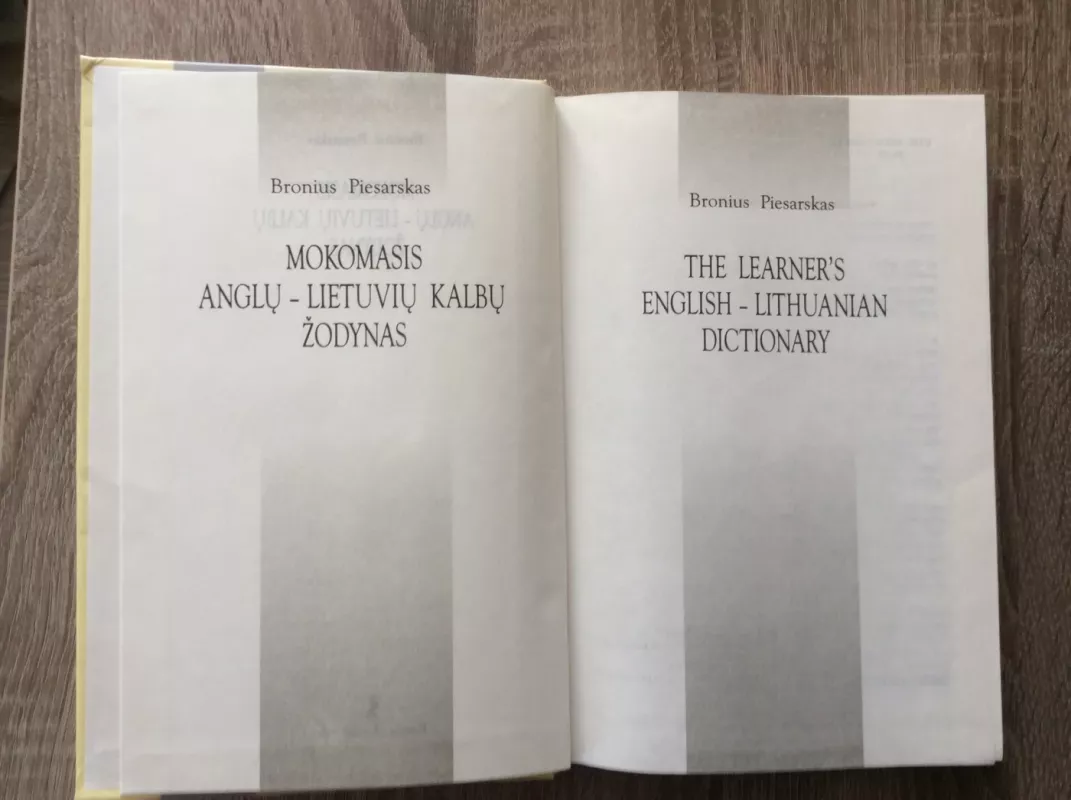 Bronius Piesarskas
MOKOMASIS
ANGLŲ – LIETUVIŲ KALBŲ
ŽODYNAS
Bronius Piesarskas
THE LEARNER'S
ENGLISH – LITHUANIAN
DICTIONARY